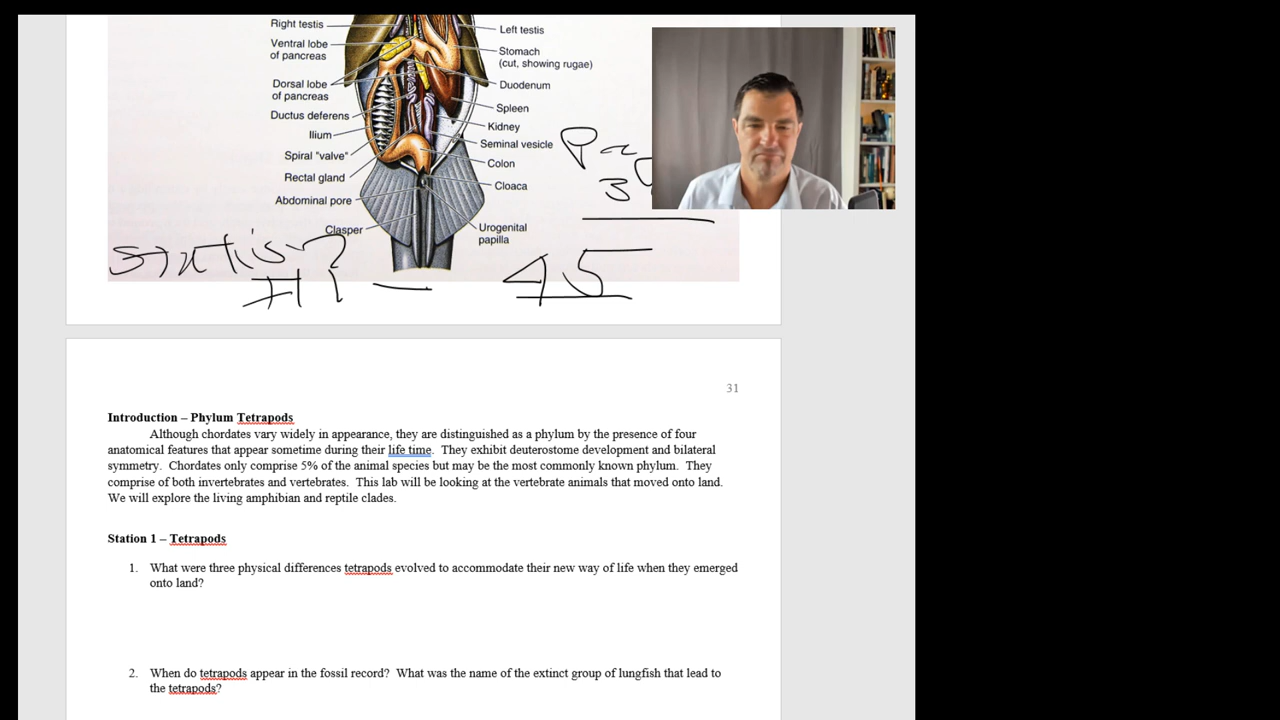 Right testis
Left testis
Ventral lobe
of pancreas
Stomach
(cut, showing rugae)
Dorsal lobe
of pancreas
Duodenum
Ductus deferens
Spleen
Ilium
Kidney
Seminal vesicle
Spiral "valve"
Colon
Rectal gland
Cloaca
Abdominal pore
Clasper
Urogenital
papilla
3
45
31
Introduction – Phylum Tetrapods
Although chordates vary widely in appearance, they are distinguished as a phylum by the presence of four
anatomical features that appear sometime during their life time. They exhibit deuterostome development and bilateral
symmetry. Chordates only comprise 5% of the animal species but may be the most commonly known phylum. They
comprise of both invertebrates and vertebrates. This lab will be looking at the vertebrate animals that moved onto land.
We will explore the living amphibian and reptile clades.
Station 1 – Tetrapods
1. What were three physical differences tetrapods evolved to accommodate their new way of life when they emerged
onto land?
2. When do tetrapods appear in the fossil record? What was the name of the extinct group of lungfish that lead to
the tetrapods?